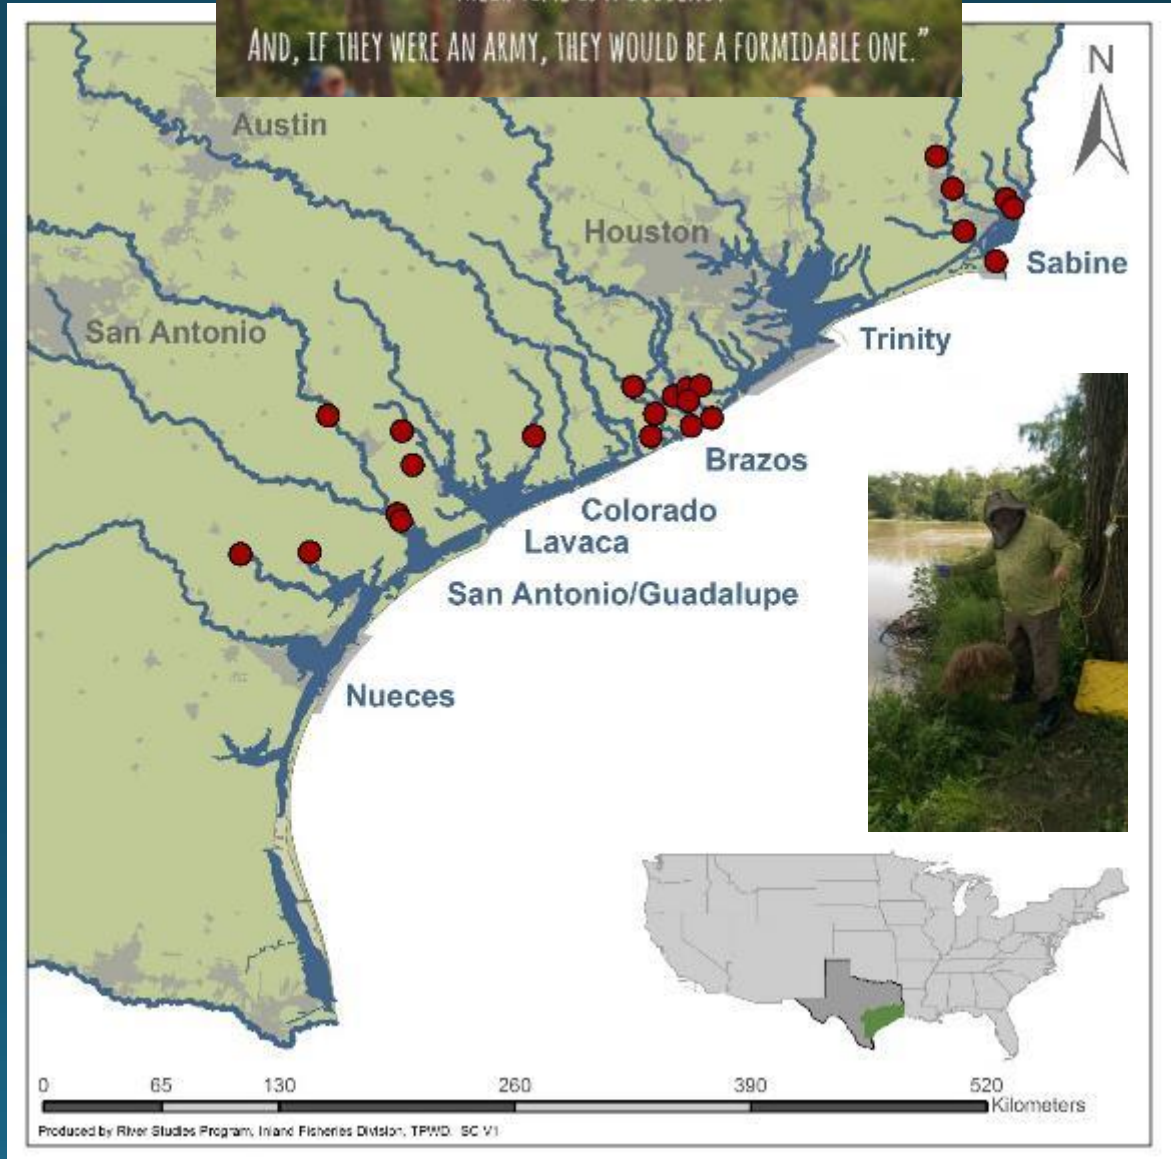 AND, IF THEY WERE AN ARMY, THEY WOULD BE A FORMIDABLE ONE.”
N
Austin
Houston
Sabine
San Antonio
Trinity
Brazos
Colorado
Lavaca
San Antonio/Guadalupe
Nueces
0 65 130 260 390 520
Kilometers
Produced by River Studies Program, Inland Fisheries Division, TPWD. SC V1